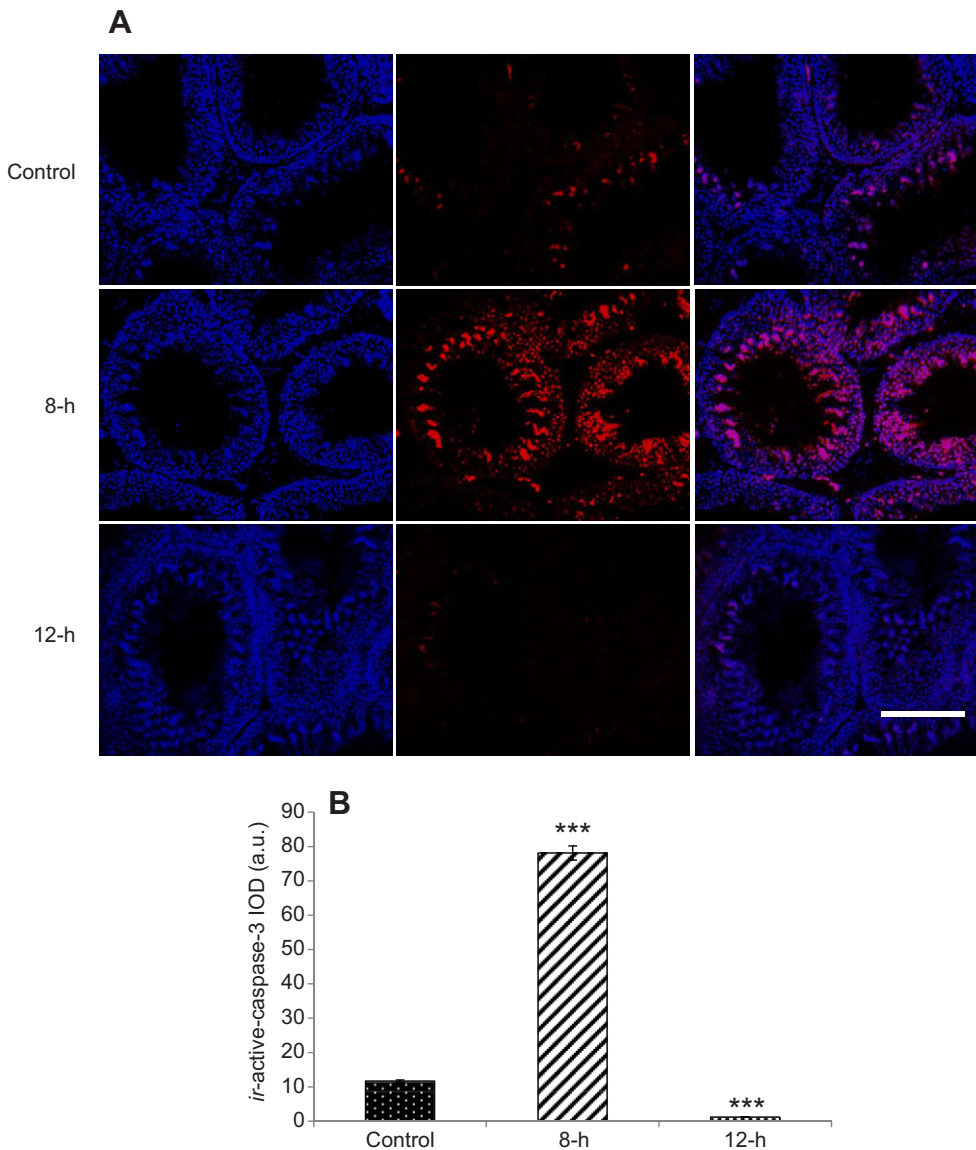 A
Control
8-h
12-h
B
ir-active-caspase-3 IOD (a.u.)
90
80
70
60
50
40
30
20
10
0
***
***
Control
8-h
12-h